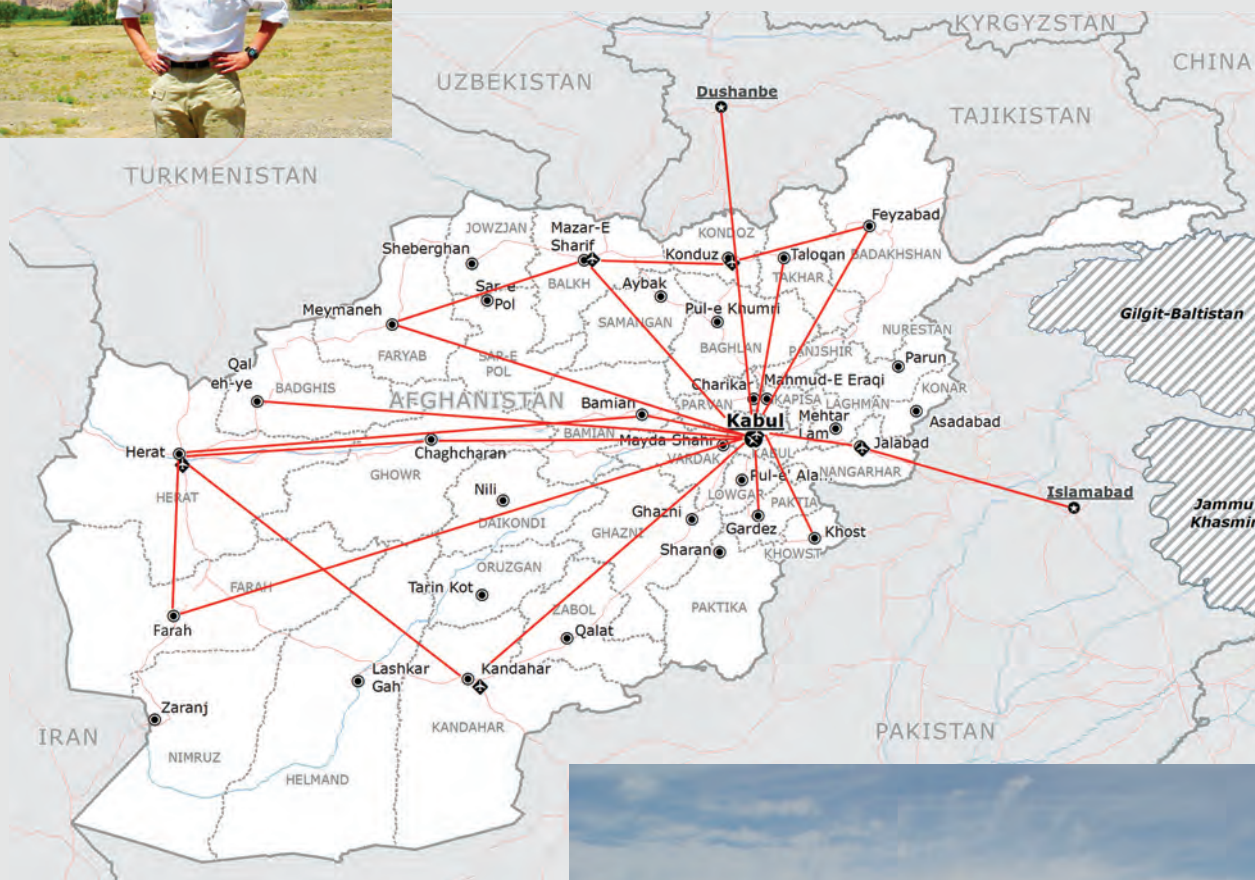 KYRGYZSTAN
CHINA
UZBEKISTAN
Dushanbe
TAJIKISTAN
TURKMENISTAN
Feyzabad
JOWZJAN
Mazar-E
Sharif
KONDOZ
Sheberghan
Konduz
Taloqan
BADAKHSHAN
TAKHAR
BALKH
Aybak
Sar-e
Pol
Meymaneh
Pul-e Khumri
Gilgit-Baltistan
SAMANGAN
NURESTAN
BAGHLAN
PANJSHIR
FARYAB
SAR-E
POL
Parun
Qal
eh-ye
BADGHIS
Charikar
Mahmud-E Eraqi
KONAR
AFGHANISTAN
Bamian
PARVAN
KAPISA
LAGHMAN
Mehtar
Lam
Asadabad
Kabul
BAMIAN
Mayda Shahr
Jalabad
Herat
Chaghcharan
VARDAK
KABUL
NANGARHAR
GHOWR
Pul-e' Ala...
HERAT
Nili
LOWGAR
PAKTIA
Islamabad
Jammu
Khasmir
Ghazni
DAIKONDI
GHAZNI
Gardez
Khost
Sharan
KHOWST
ORUZGAN
FARAH
Tarin Kot
ZABOL
PAKTIKA
Farah
Qalat
Lashkar
Gah
Kandahar
Zaranj
KANDAHAR
PAKISTAN
IRAN
NIMRUZ
HELMAND